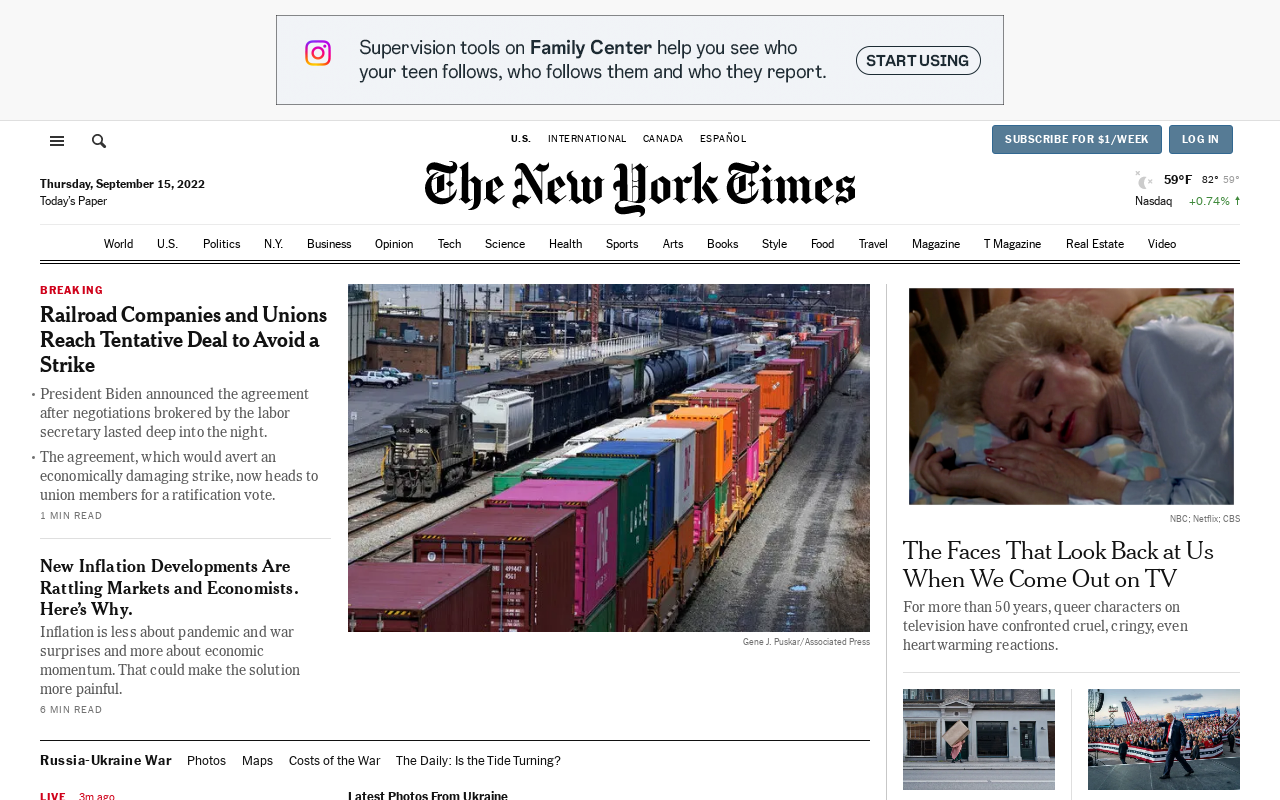 Supervision tools on Family Center help you see who
your teen follows, who follows them and who they report.
START USING
U.S. INTERNATIONAL CANADA ESPAÑOL
SUBSCRIBE FOR $1/WEEK LOG IN
The New York Times
Thursday, September 15, 2022
Today's Paper
59°F 82° 59°
Nasdaq +0.74% ↑
World U.S. Politics N.Y. Business Opinion Tech Science Health Sports Arts Books Style Food Travel Magazine T Magazine Real Estate Video
BREAKING
Railroad Companies and Unions
Reach Tentative Deal to Avoid a
Strike
• President Biden announced the agreement
after negotiations brokered by the labor
secretary lasted deep into the night.
• The agreement, which would avert an
economically damaging strike, now heads to
union members for a ratification vote.
1 MIN READ
New Inflation Developments Are
Rattling Markets and Economists.
Here's Why.
Inflation is less about pandemic and war
surprises and more about economic
momentum. That could make the solution
more painful.
6 MIN READ
Gene J. Puskar/Associated Press
NBC; Netflix; CBS
The Faces That Look Back at Us
When We Come Out on TV
For more than 50 years, queer characters on
television have confronted cruel, cringy, even
heartwarming reactions.
Russia-Ukraine War Photos Maps Costs of the War The Daily: Is the Tide Turning?
LIVE 3m ago
Latest Photos From Ukraine